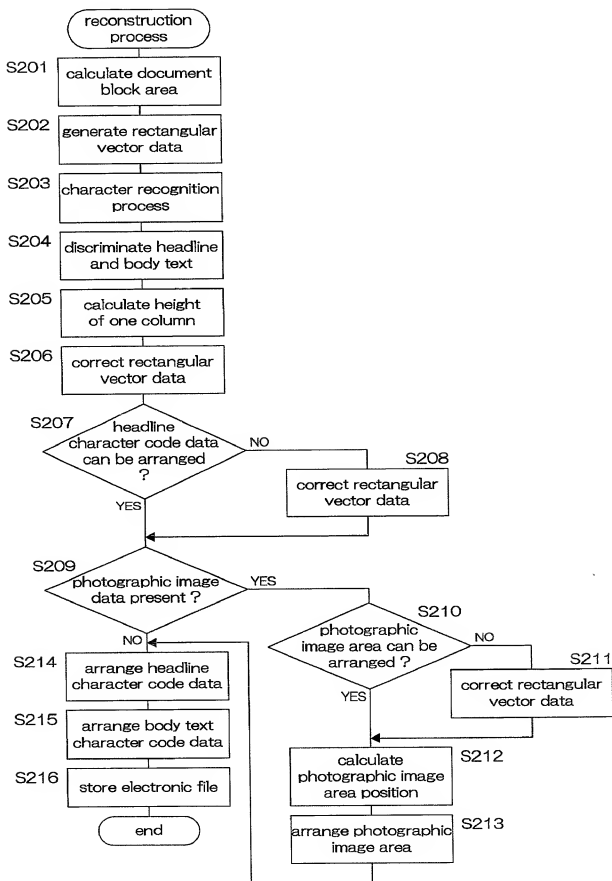 reconstruction
process
S201
calculate document
block area
S202
generate rectangular
vector data
S203
character recognition
process
S204
discriminate headline
and body text
S205
calculate height
of one column
S206
correct rectangular
vector data
S207
headline
character code data
can be arranged
?
NO
YES
S208
correct rectangular
vector data
S209
photographic image
data present ?
YES
NO
S210
photographic
image area can be
arranged ?
NO
YES
S211
correct rectangular
vector data
S212
calculate
photographic image
area position
S213
arrange photographic
image area
S214
arrange headline
character code data
S215
arrange body text
character code data
S216
store electronic file
end